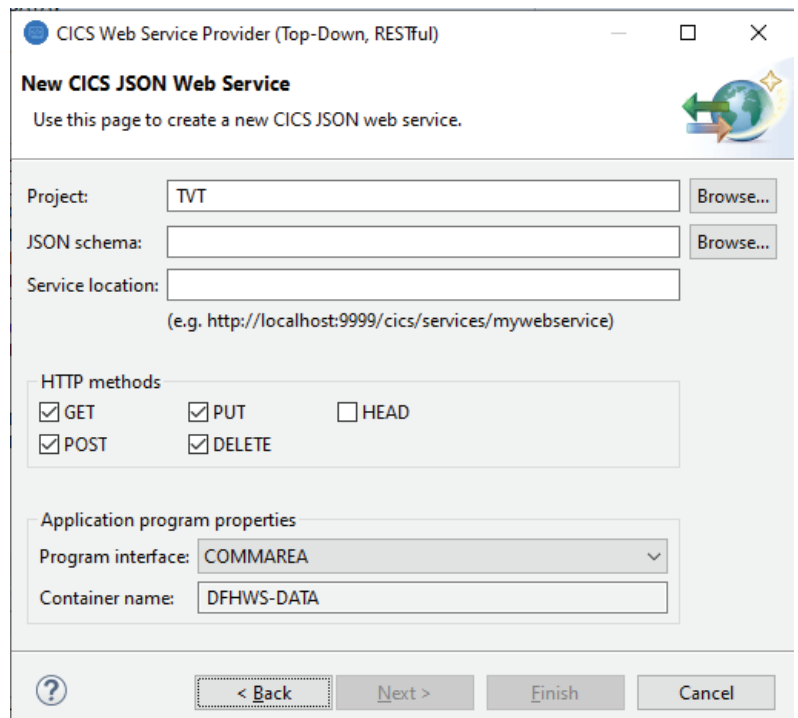 CICS Web Service Provider (Top-Down, RESTful)
New CICS JSON Web Service
Use this page to create a new CICS JSON web service.
Project: TVT Browse...
JSON schema: Browse...
Service location:
(e.g. http://localhost:9999/cics/services/mywebservice)
HTTP methods
GET PUT HEAD
POST DELETE
Application program properties
Program interface: COMMAREA
Container name: DFHWS-DATA
? < Back Next > Finish Cancel